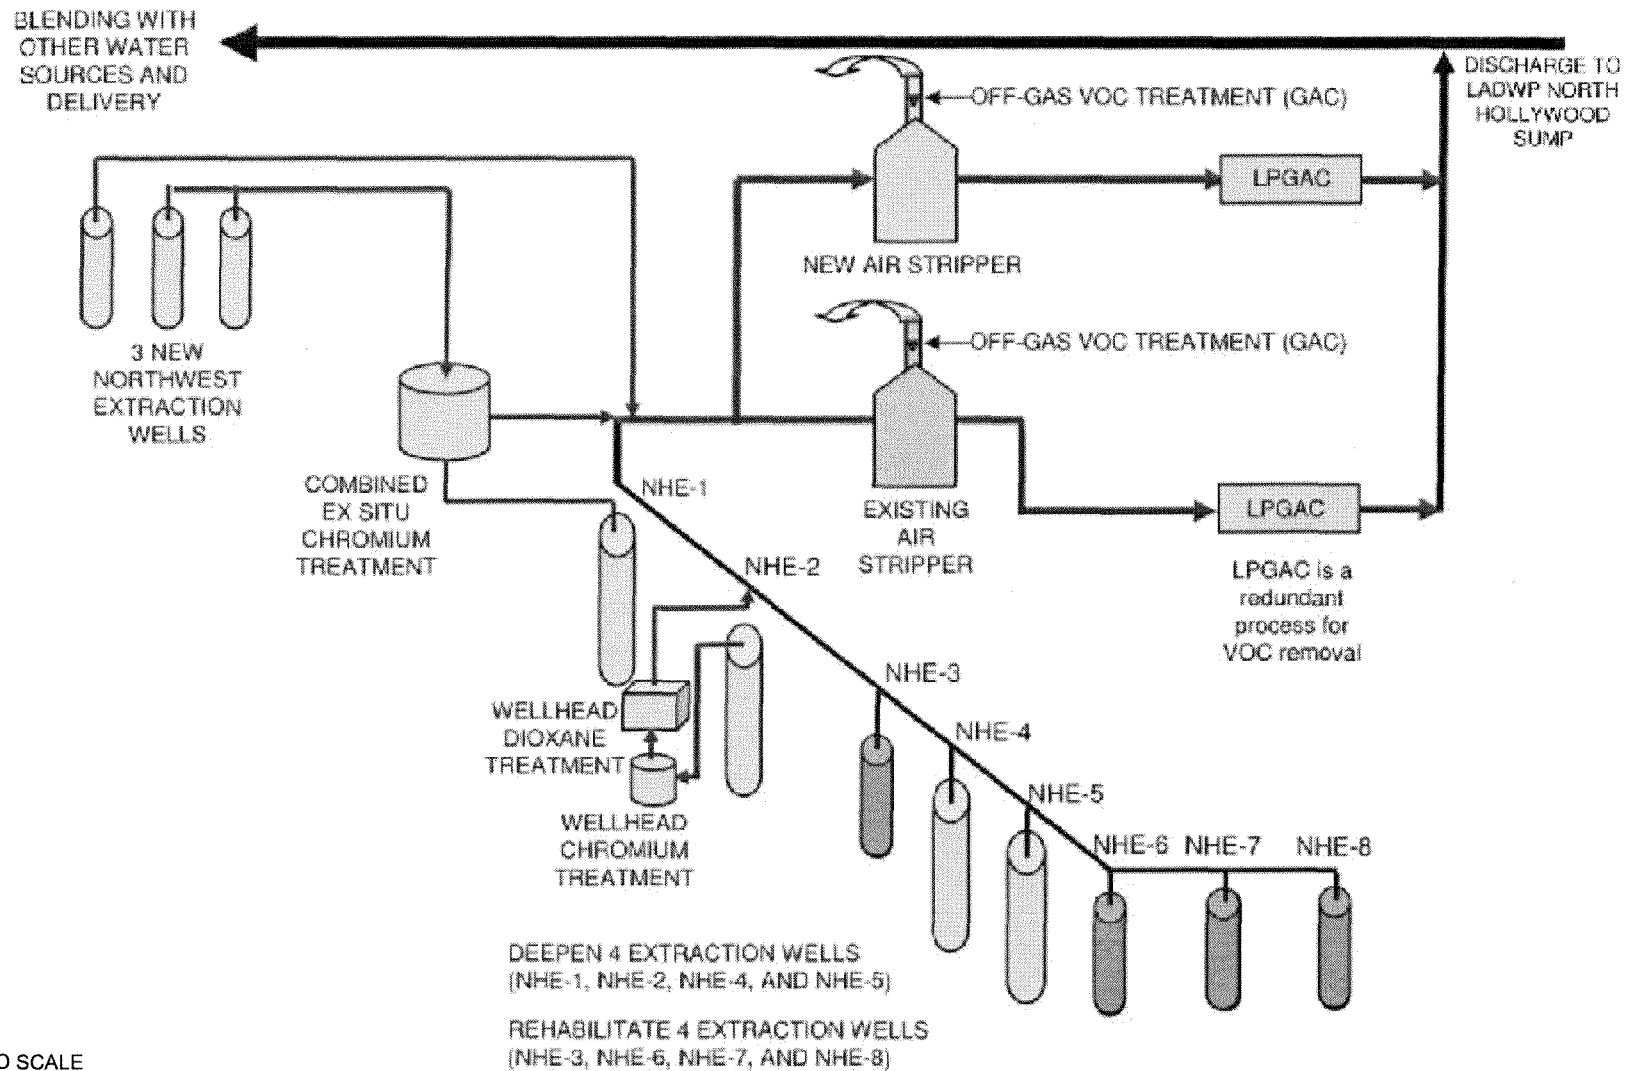 BLENDING WITH
OTHER WATER
SOURCES AND
DELIVERY
DISCHARGE TO
LADWP NORTH
HOLLYWOOD
SUMP
OFF-GAS VOC TREATMENT (GAC)
LPGAC
NEW AIR STRIPPER
OFF-GAS VOC TREATMENT (GAC)
3 NEW
NORTHWEST
EXTRACTION
WELLS
COMBINED
EX SITU
CHROMIUM
TREATMENT
NHE-1
EXISTING
AIR
STRIPPER
LPGAC
LPGAC is a
redundant
process for
VOC removal
NHE-2
NHE-3
WELLHEAD
DIOXANE
TREATMENT
NHE-4
NHE-5
WELLHEAD
CHROMIUM
TREATMENT
NHE-6 NHE-7 NHE-8
DEEPEN 4 EXTRACTION WELLS
(NHE-1, NHE-2, NHE-4, AND NHE-5)
REHABILITATE 4 EXTRACTION WELLS
(NHE-3, NHE-6, NHE-7, AND NHE-8)
O SCALE